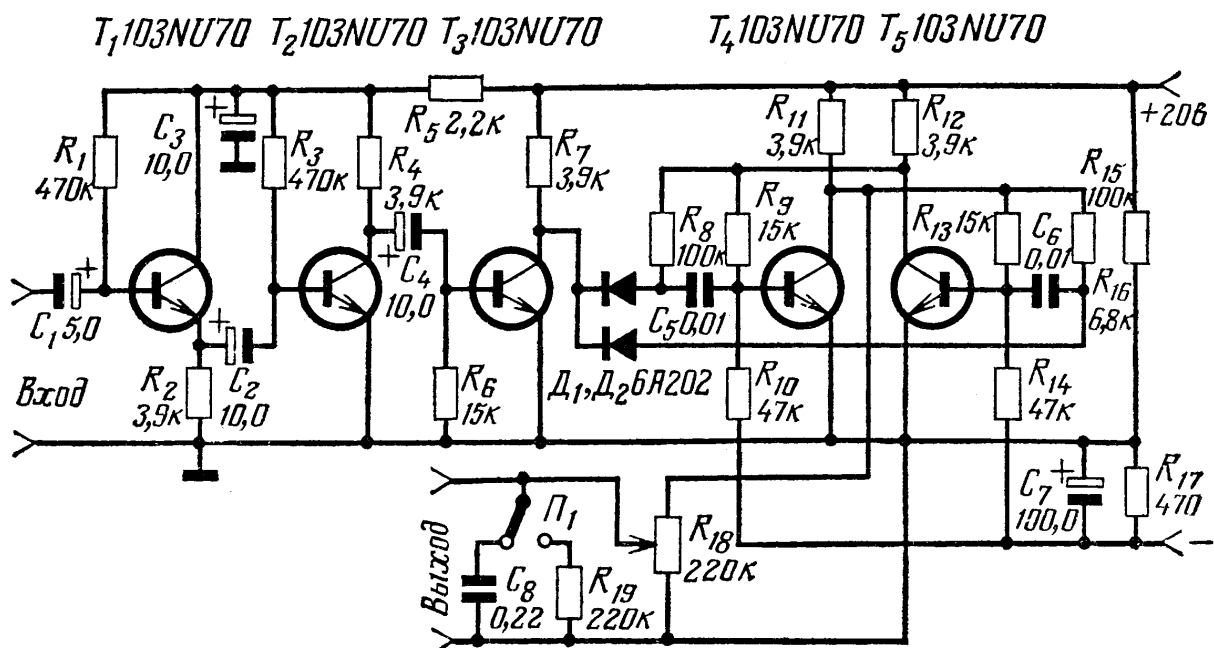 T₁103NU70 T₂103NU70 T₃103NU70 T₄103NU70 T₅103NU70
R₁
470к
C₃
10,0
R₃
470к
R₄
3,9к
R₅ 2,2к
R₇
3,9к
R₁₁
3,9к
R₁₂
3,9к
+20в
R₁₅
100к
R₈
100к
R₉
15к
R₁₃ 15к
C₆
0,01
R₁₆
6,8к
+
C₁ 5,0
+
+
+
C₄
10,0
C₅ 0,01
Вход
R₂
3,9к
C₂
10,0
R₆
15к
Д₁,Д₂ 6Я202
R₁₀
47к
R₁₄
47к
Выход
П₁
C₈
0,22
R₁₉
220к
R₁₈
220к
+
C₇
100,0
R₁₇
470
−